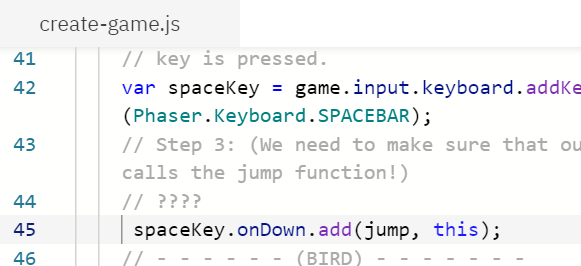 create-game.js
41 // key is pressed.
42 var spaceKey = game.input.keyboard.addKe
(Phaser.Keyboard.SPACEBAR);
43 // Step 3: (We need to make sure that ou
calls the jump function!)
44 // ????
45 spaceKey.onDown.add(jump, this);
46 // - - - - - - (BIRD) - - - - - - -